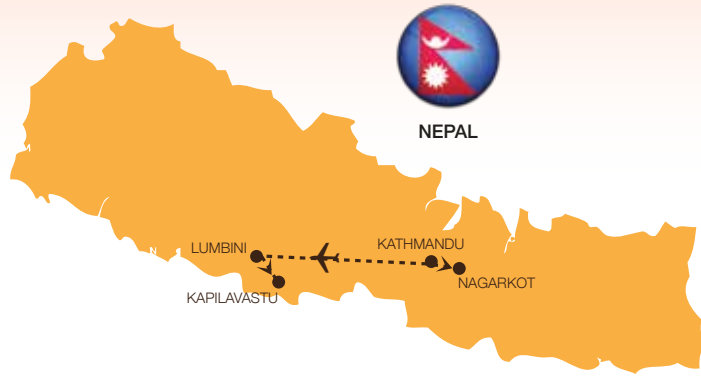 NEPAL
LUMBINI
KATHMANDU
NAGARKOT
KAPILAVASTU